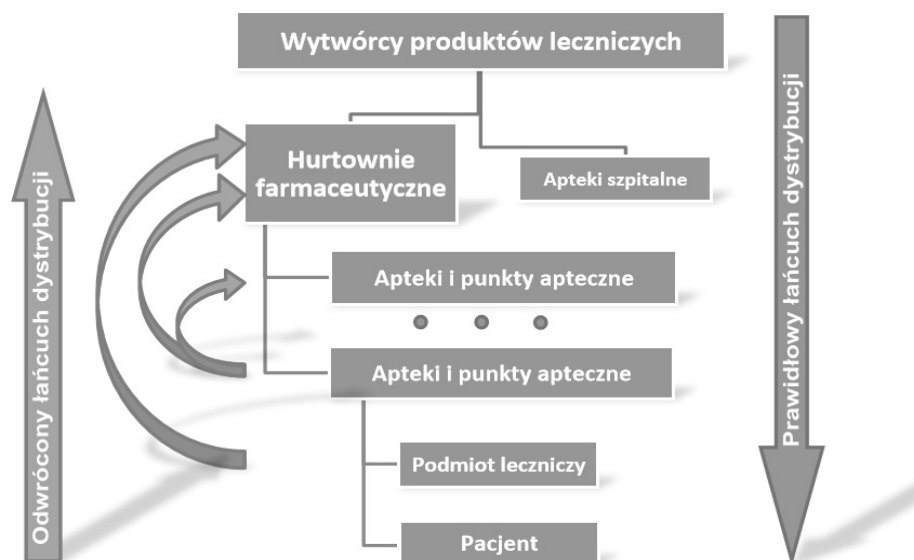 Wytwórcy produktów leczniczych
Hurtownie
farmaceutyczne
Apteki szpitalne
Apteki i punkty apteczne
Apteki i punkty apteczne
Podmiot leczniczy
Pacjent
Odwrócony łańcuch dystrybucji
Prawidłowy łańcuch dystrybucji